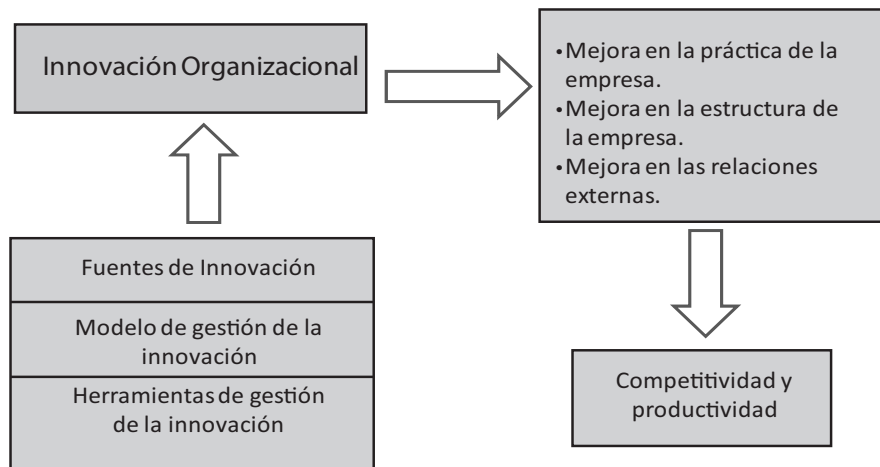 Innovación Organizacional
•Mejora en la práctica de la
empresa.
•Mejora en la estructura de
la empresa.
•Mejora en las relaciones
externas.
Fuentes de Innovación
Modelo de gestión de la
innovación
Herramientas de gestión
de la innovación
Competitividad y
productividad